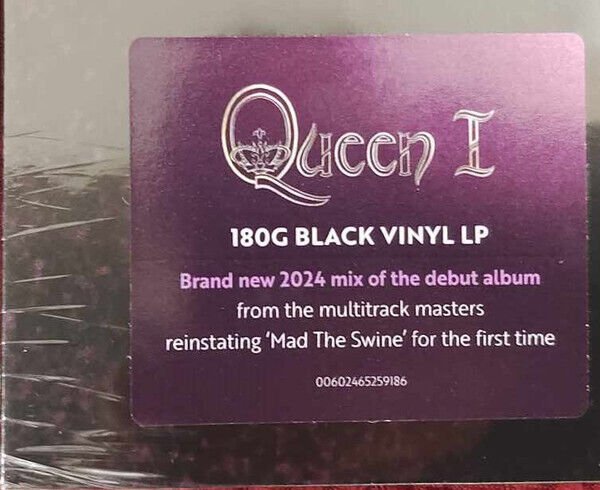 Queen I
180G BLACK VINYL LP
Brand new 2024 mix of the debut album
from the multitrack masters
reinstating ‘Mad The Swine’ for the first time
00602465259186